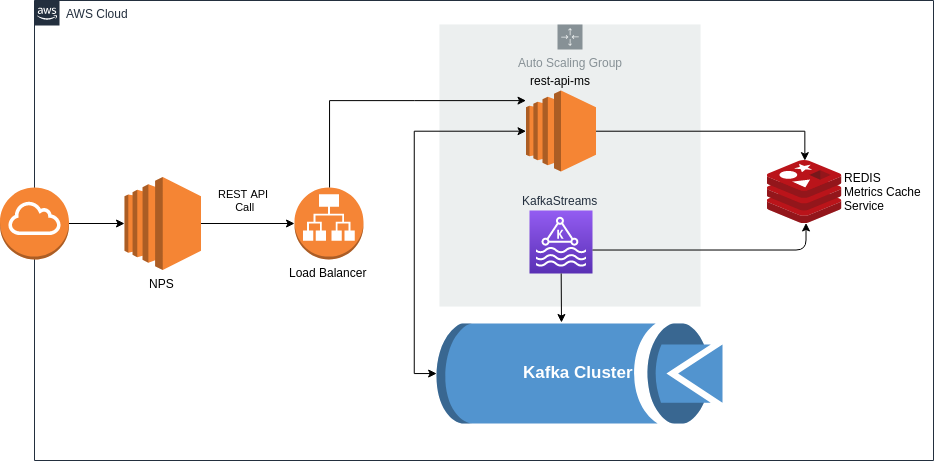 aws
AWS Cloud
Auto Scaling Group
rest-api-ms
REST API
Call
NPS
Load Balancer
KafkaStreams
K
REDIS
Metrics Cache
Service
Kafka Cluster